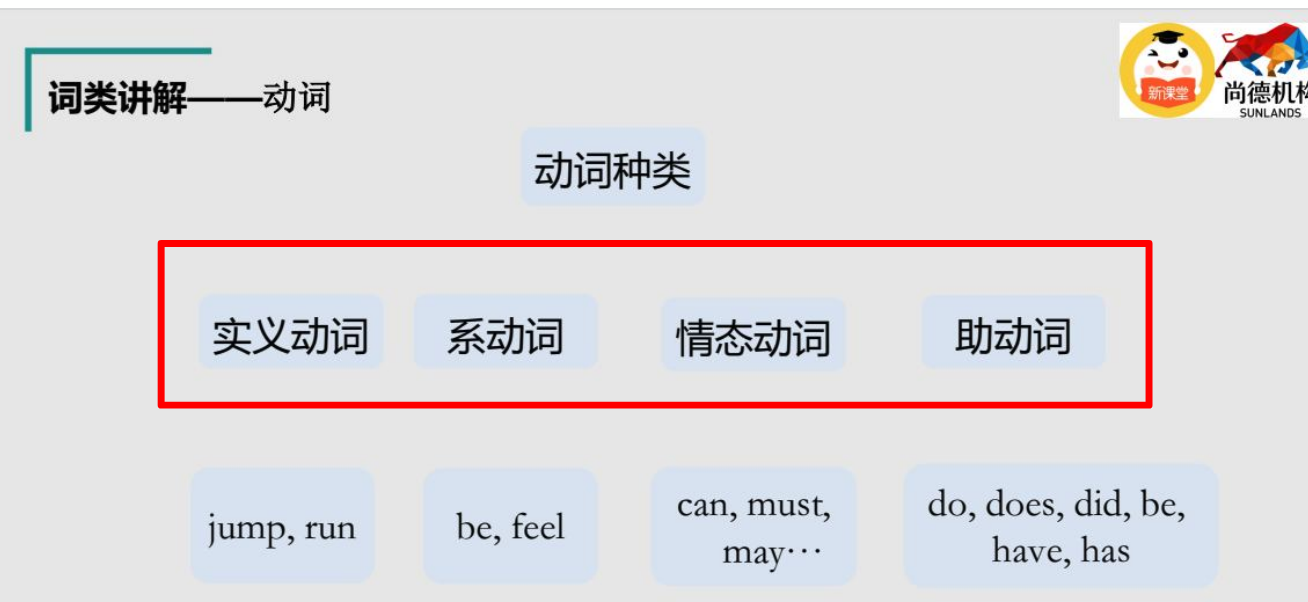 词类讲解——动词
新课堂
尚德机构
SUNLANDS
动词种类
实义动词 系动词 情态动词 助动词
jump, run be, feel can, must, may… do, does, did, be, have, has